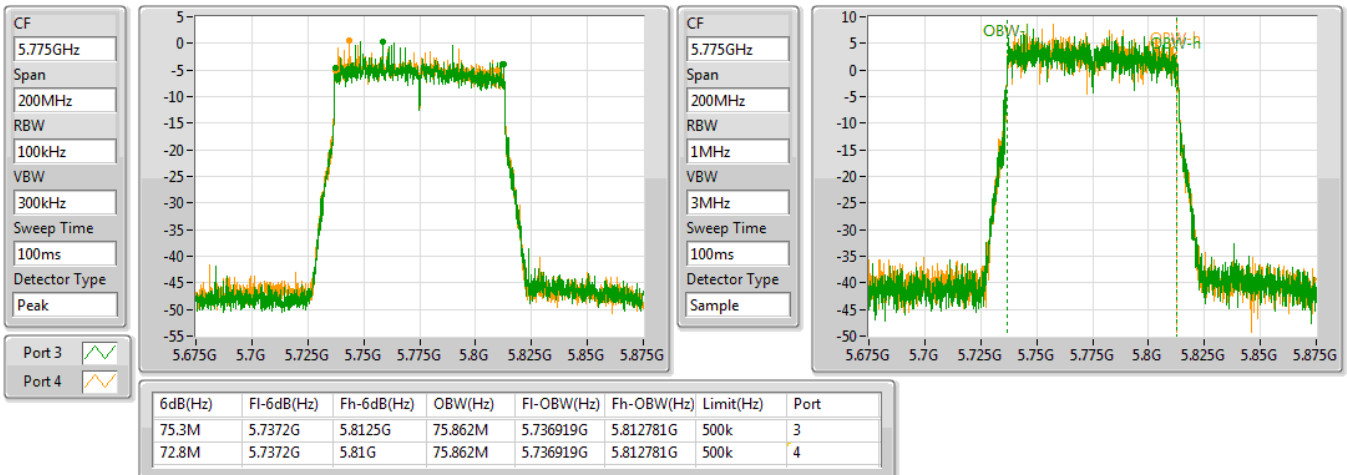 CF
5.775GHz
Span
200MHz
RBW
100kHz
VBW
300kHz
Sweep Time
100ms
Detector Type
Peak
Port 3
Port 4
5
0
-5
-10
-15
-20
-25
-30
-35
-40
-45
-50
-55
5.675G 5.7G 5.725G 5.75G 5.775G 5.8G 5.825G 5.85G 5.875G
CF
5.775GHz
Span
200MHz
RBW
1MHz
VBW
3MHz
Sweep Time
100ms
Detector Type
Sample
10
5
0
-5
-10
-15
-20
-25
-30
-35
-40
-45
-50
OBW-l
OBW-h
OBW-h
5.675G 5.7G 5.725G 5.75G 5.775G 5.8G 5.825G 5.85G 5.875G
6dB(Hz) Fl-6dB(Hz) Fh-6dB(Hz) OBW(Hz) Fl-OBW(Hz) Fh-OBW(Hz) Limit(Hz) Port
75.3M 5.7372G 5.8125G 75.862M 5.736919G 5.812781G 500k 3
72.8M 5.7372G 5.81G 75.862M 5.736919G 5.812781G 500k 4